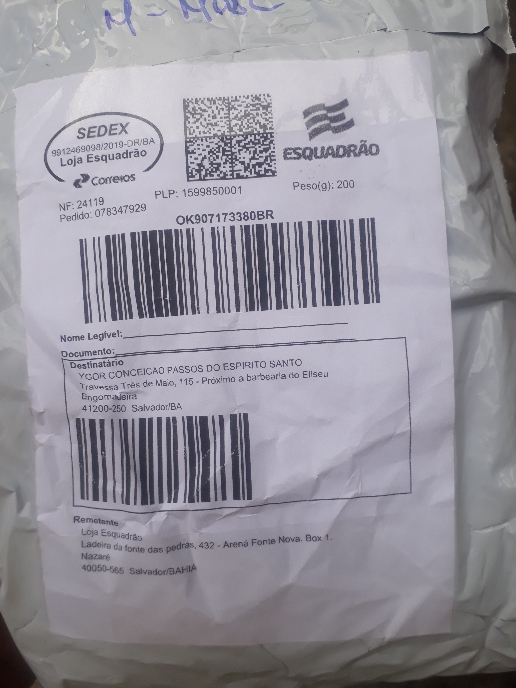 M - Masc
SEDEX
9912469098/2019-DR/BA
Loja Esquadrão
Correios
ESQUADRÃO
NF: 24119
PLP: 1599850001
Peso(g): 200
Pedido: 078347929
OK907173380BR
Nome Legível:
Documento:
Destinatário
YGOR CONCEICAO PASSOS DO ESPIRITO SANTO
Travessa Três de Maio, 115 - Próximo a barbearia do Eliseu
Engomadeira
41200-250 Salvador/BA
Remetente
Loja Esquadrão
Ladeira da fonte das pedras, 432 - Arena Fonte Nova. Box 1.
Nazaré
40050-565 Salvador/BAHIA